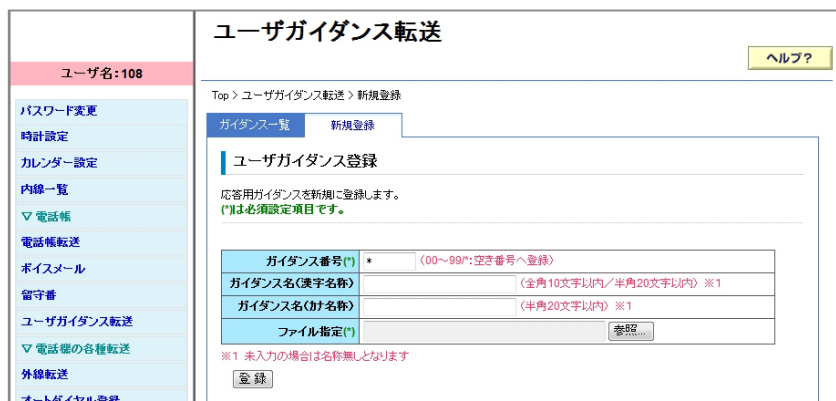 ユーザガイダンス転送
ヘルプ?
ユーザ名:108
パスワード変更
時計設定
カレンダー設定
内線一覧
▽ 電話帳
電話帳転送
ボイスメール
留守番
ユーザガイダンス転送
▽ 電話機の各種転送
外線転送
オートダイヤル登録
Top > ユーザガイダンス転送 > 新規登録
ガイダンス一覧 新規登録
ユーザガイダンス登録
応答用ガイダンスを新規に登録します。
(*)は必須設定項目です。
ガイダンス番号(*) * (00～99/*:空き番号へ登録)
ガイダンス名(漢字名称) (全角10文字以内/半角20文字以内) ※1
ガイダンス名(カナ名称) (半角20文字以内) ※1
ファイル指定(*) 参照...
※1 未入力の場合は名称無しとなります
登録